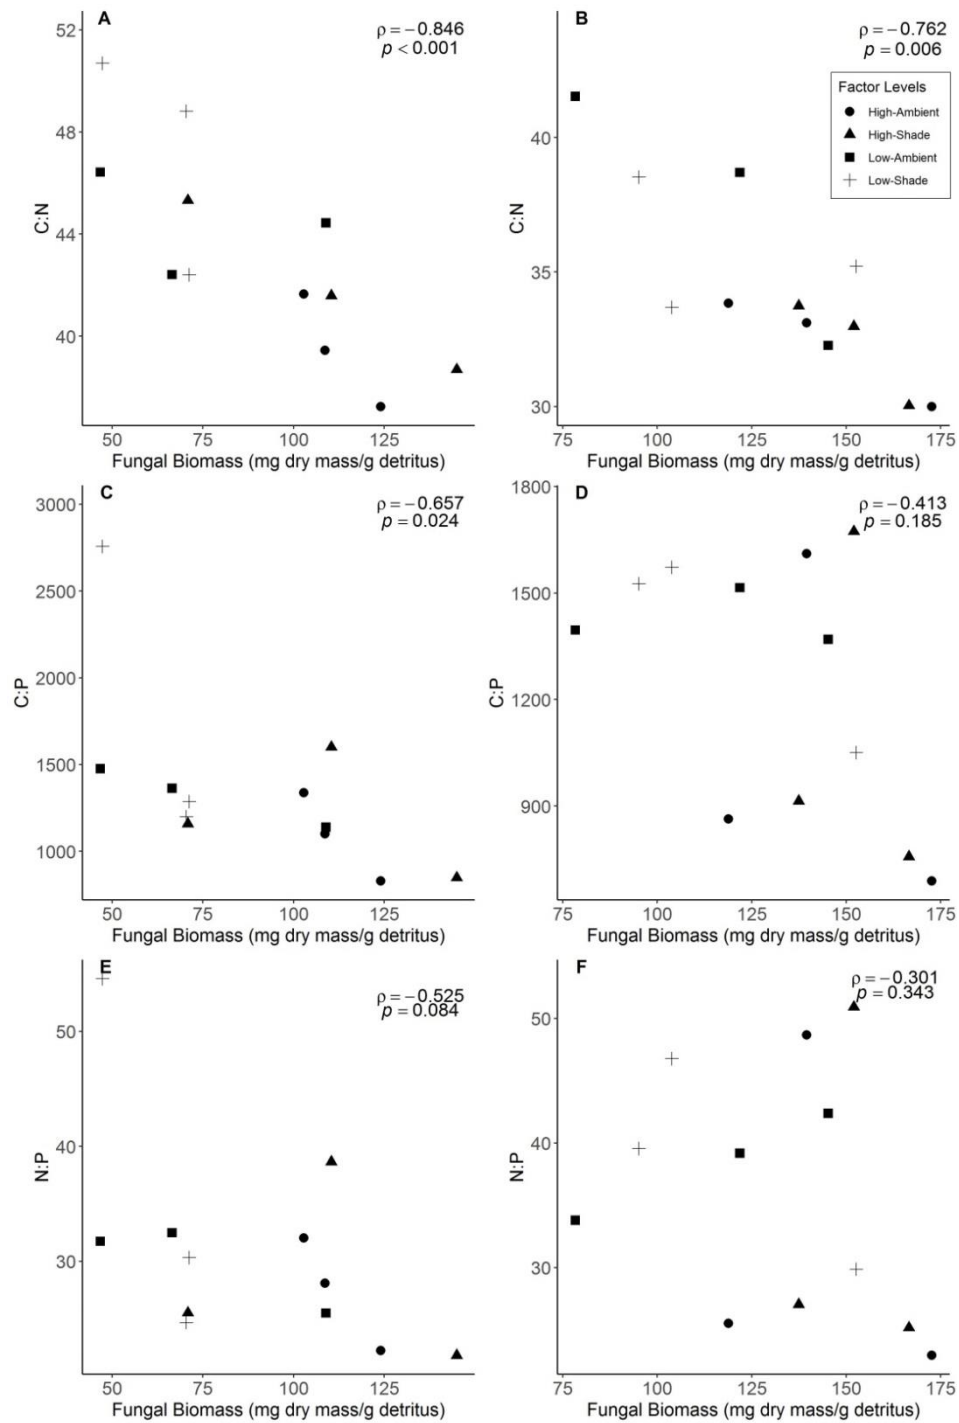 A
ρ = −0.846
p < 0.001
52
48
44
40
C:N
50
75
100
125
Fungal Biomass (mg dry mass/g detritus)
B
ρ = −0.762
p = 0.006
Factor Levels
High-Ambient
High-Shade
Low-Ambient
Low-Shade
40
35
30
C:N
75
100
125
150
175
Fungal Biomass (mg dry mass/g detritus)
C
ρ = −0.657
p = 0.024
3000
2500
2000
1500
1000
C:P
50
75
100
125
Fungal Biomass (mg dry mass/g detritus)
D
ρ = −0.413
p = 0.185
1800
1500
1200
900
C:P
75
100
125
150
175
Fungal Biomass (mg dry mass/g detritus)
E
ρ = −0.525
p = 0.084
50
40
30
N:P
50
75
100
125
Fungal Biomass (mg dry mass/g detritus)
F
ρ = −0.301
p = 0.343
50
40
30
N:P
75
100
125
150
175
Fungal Biomass (mg dry mass/g detritus)